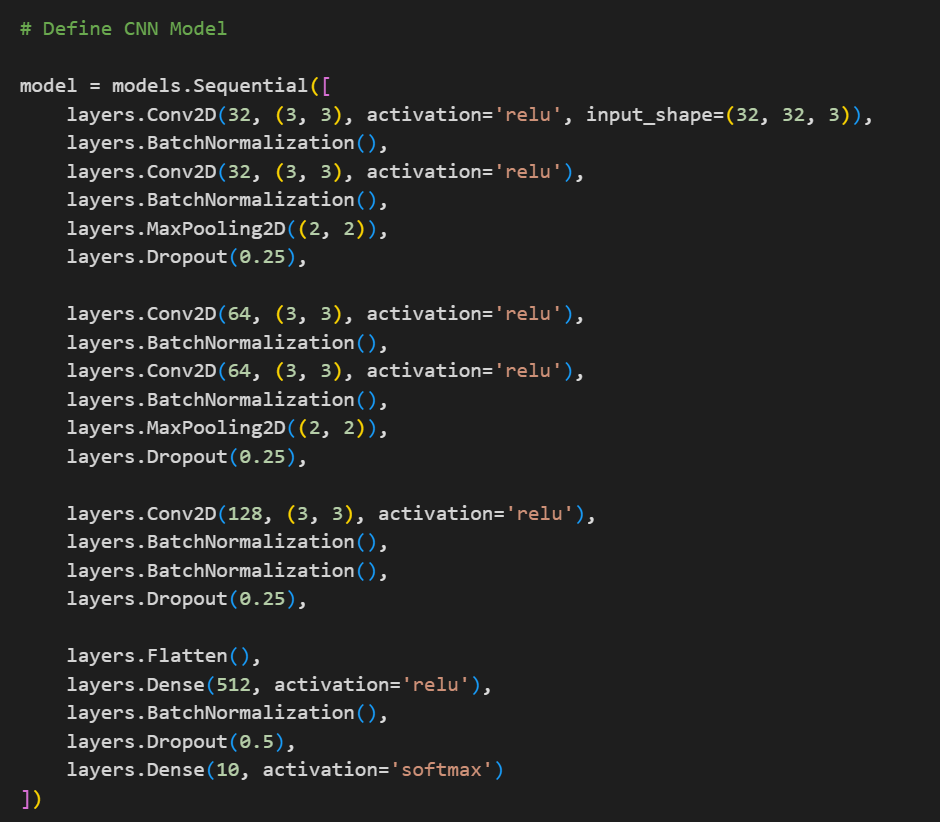 # Define CNN Model
model = models.Sequential([
    layers.Conv2D(32, (3, 3), activation='relu', input_shape=(32, 32, 3)),
    layers.BatchNormalization(),
    layers.Conv2D(32, (3, 3), activation='relu'),
    layers.BatchNormalization(),
    layers.MaxPooling2D((2, 2)),
    layers.Dropout(0.25),
    layers.Conv2D(64, (3, 3), activation='relu'),
    layers.BatchNormalization(),
    layers.Conv2D(64, (3, 3), activation='relu'),
    layers.BatchNormalization(),
    layers.MaxPooling2D((2, 2)),
    layers.Dropout(0.25),
    layers.Conv2D(128, (3, 3), activation='relu'),
    layers.BatchNormalization(),
    layers.BatchNormalization(),
    layers.Dropout(0.25),
    layers.Flatten(),
    layers.Dense(512, activation='relu'),
    layers.BatchNormalization(),
    layers.Dropout(0.5),
    layers.Dense(10, activation='softmax')
])